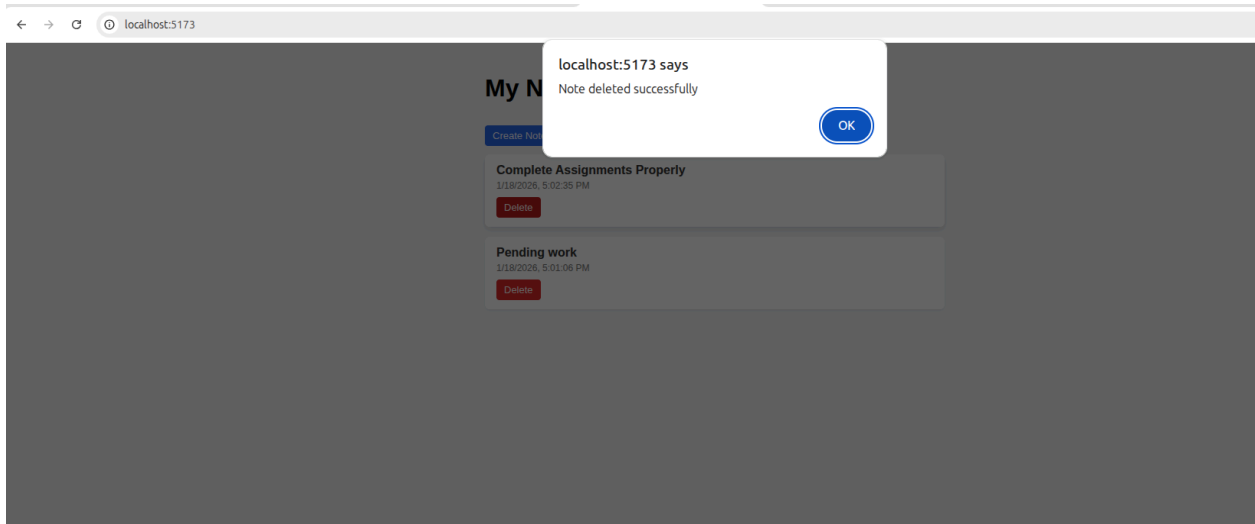 localhost:5173
localhost:5173 says
Note deleted successfully
OK
My N
Create Note
Complete Assignments Properly
1/18/2026, 5:02:35 PM
Delete
Pending work
1/18/2026, 5:01:06 PM
Delete